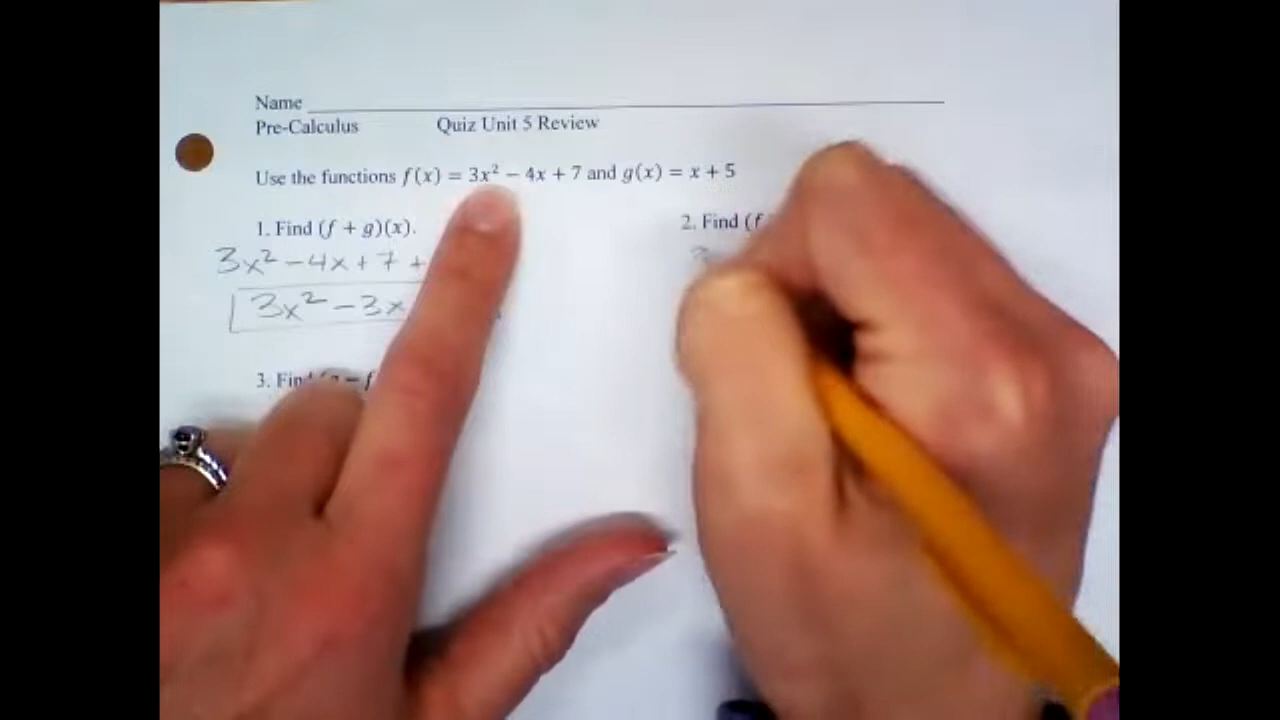 Name
Pre-Calculus Quiz Unit 5 Review
Use the functions f(x) = 3x² − 4x + 7 and g(x) = x + 5
1. Find (f + g)(x).
2. Find (f
3x² − 4x + 7 +
3x² − 3x
3. Find